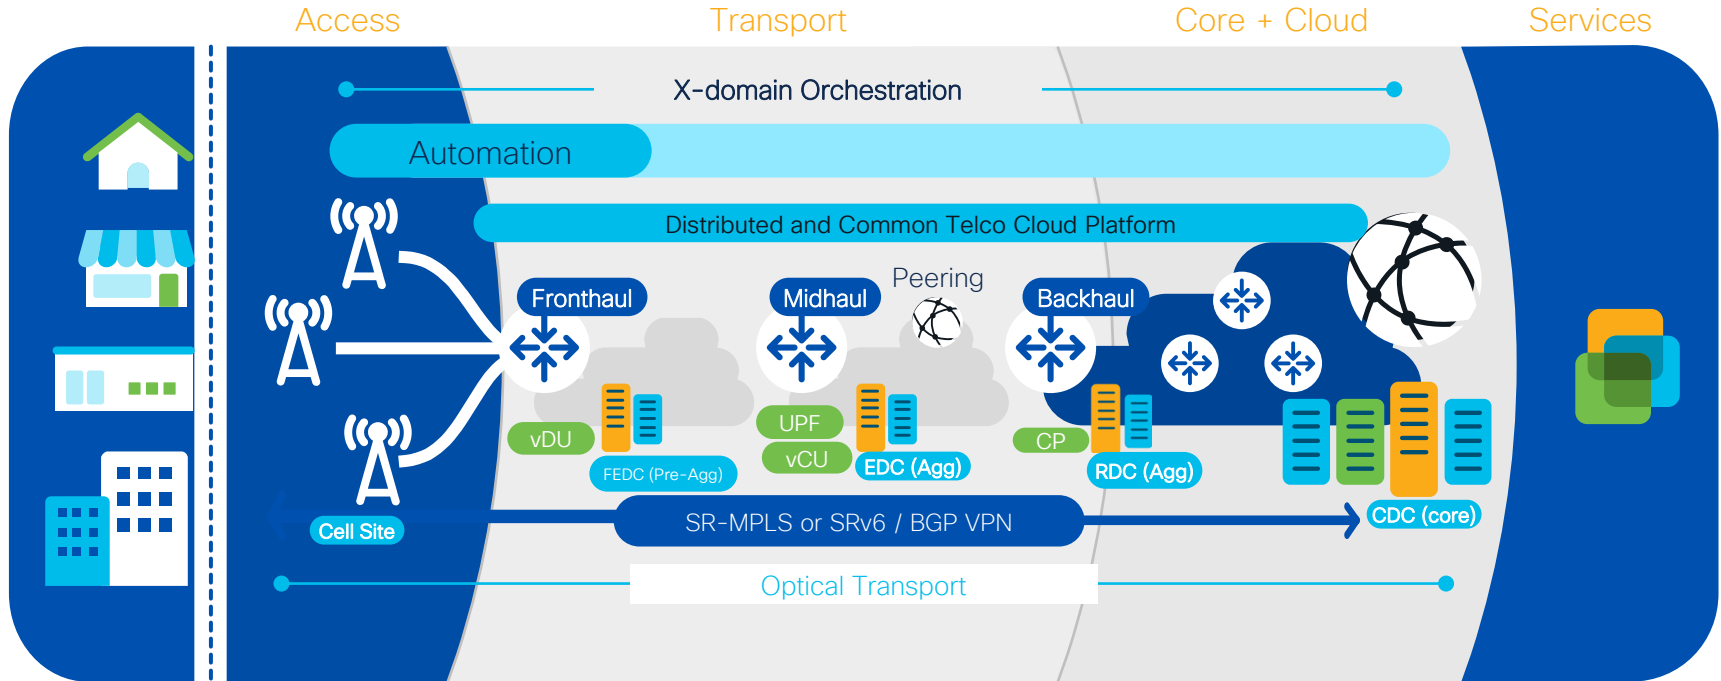 Access
Transport
Core + Cloud
Services
X-domain Orchestration
Automation
Distributed and Common Telco Cloud Platform
Peering
Fronthaul
Midhaul
Backhaul
vDU
UPF
vCU
CP
FEDC (Pre-Agg)
EDC (Agg)
RDC (Agg)
CDC (core)
Cell Site
SR-MPLS or SRv6 / BGP VPN
Optical Transport